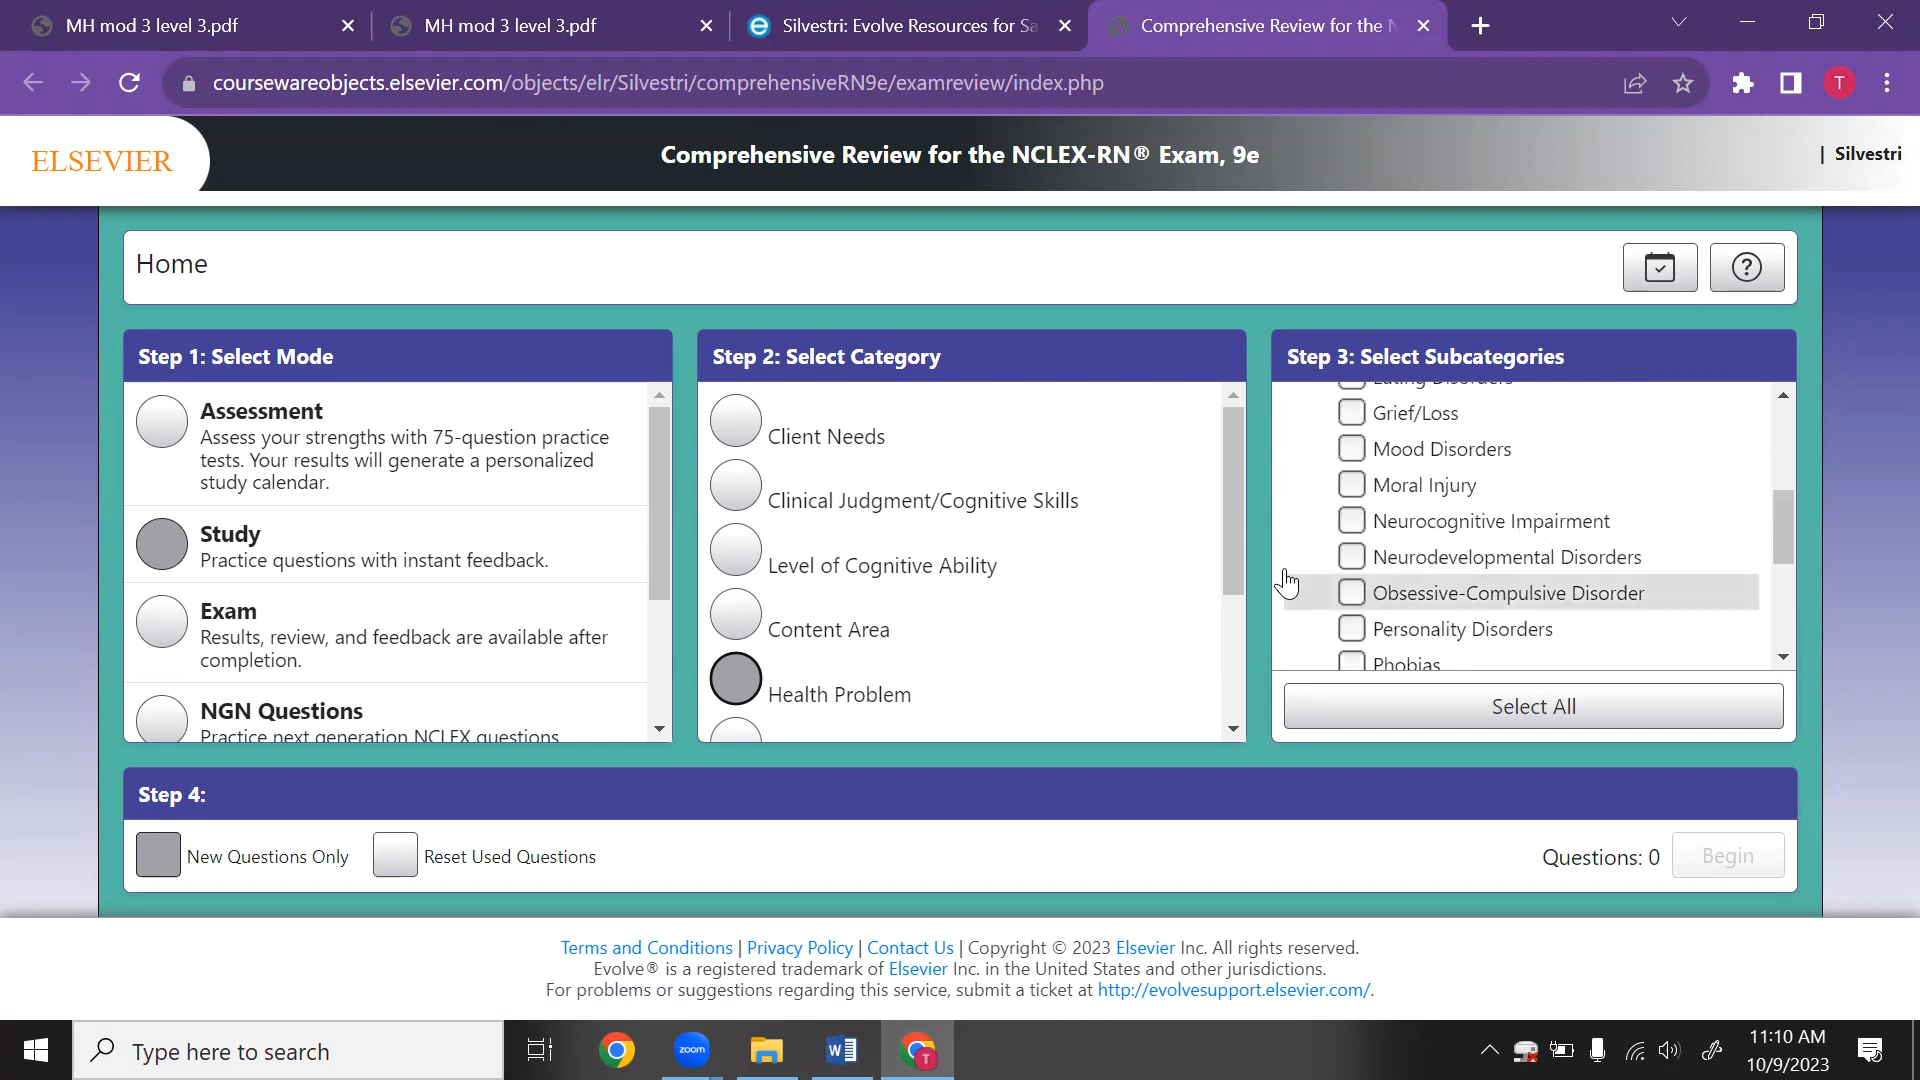 MH mod 3 level 3.pdf
MH mod 3 level 3.pdf
Silvestri: Evolve Resources for Sa
Comprehensive Review for the N
coursewareobjects.elsevier.com/objects/elr/Silvestri/comprehensiveRN9e/examreview/index.php
T
ELSEVIER
Comprehensive Review for the NCLEX-RN® Exam, 9e
| Silvestri
Home
Step 1: Select Mode
Assessment
Assess your strengths with 75-question practice
tests. Your results will generate a personalized
study calendar.
Study
Practice questions with instant feedback.
Exam
Results, review, and feedback are available after
completion.
NGN Questions
Practice next generation NCLEX questions
Step 2: Select Category
Client Needs
Clinical Judgment/Cognitive Skills
Level of Cognitive Ability
Content Area
Health Problem
Step 3: Select Subcategories
Eating Disorders
Grief/Loss
Mood Disorders
Moral Injury
Neurocognitive Impairment
Neurodevelopmental Disorders
Obsessive-Compulsive Disorder
Personality Disorders
Phobias
Select All
Step 4:
New Questions Only
Reset Used Questions
Questions: 0
Begin
Terms and Conditions | Privacy Policy | Contact Us | Copyright © 2023 Elsevier Inc. All rights reserved.
Evolve® is a registered trademark of Elsevier Inc. in the United States and other jurisdictions.
For problems or suggestions regarding this service, submit a ticket at http://evolvesupport.elsevier.com/.
Type here to search
zoom
W
T
11:10 AM
10/9/2023